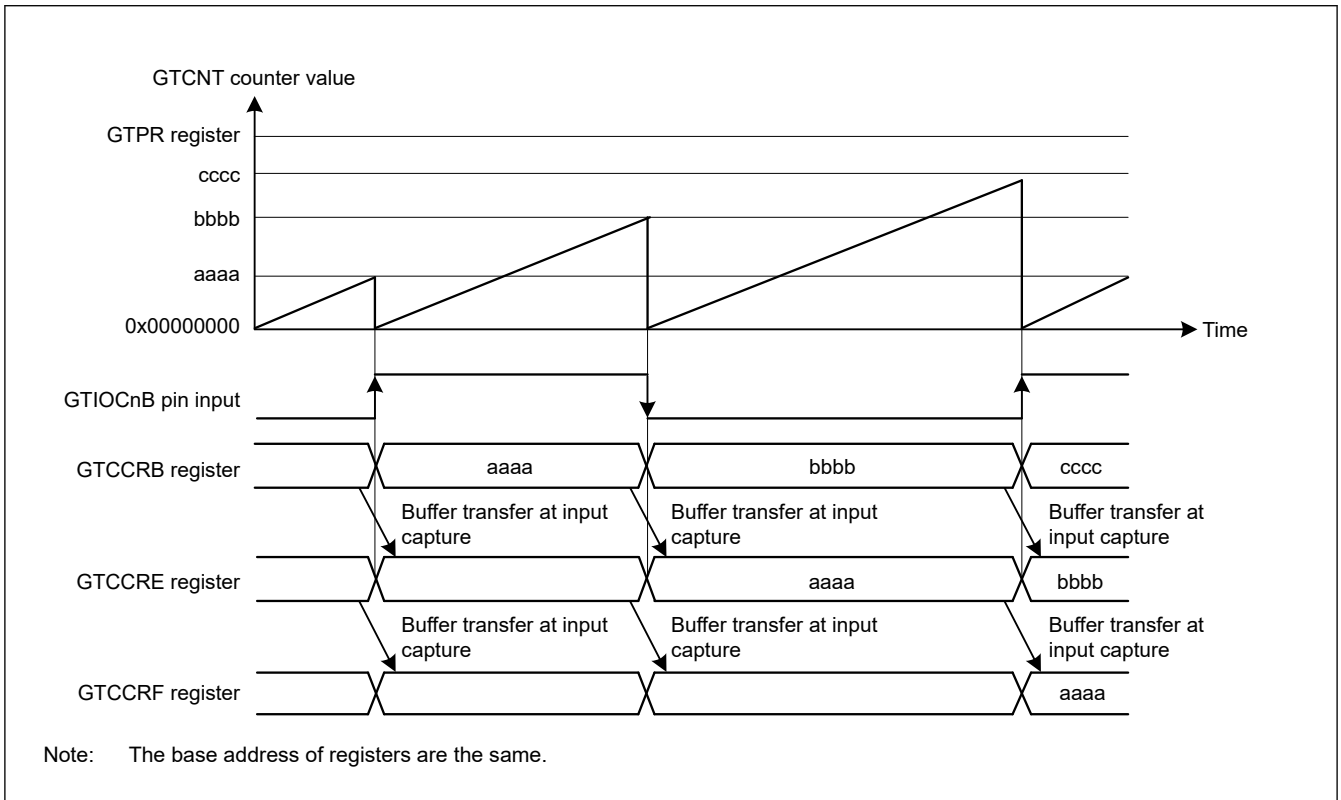 GTCNT counter value
GTPR register
cccc
bbbb
aaaa
0x00000000
Time
GTIOCnB pin input
GTCCRB register
aaaa
bbbb
cccc
Buffer transfer at input
capture
Buffer transfer at input
capture
Buffer transfer at
input capture
GTCCRE register
aaaa
bbbb
Buffer transfer at input
capture
Buffer transfer at input
capture
Buffer transfer at
input capture
GTCCRF register
aaaa
Note: The base address of registers are the same.